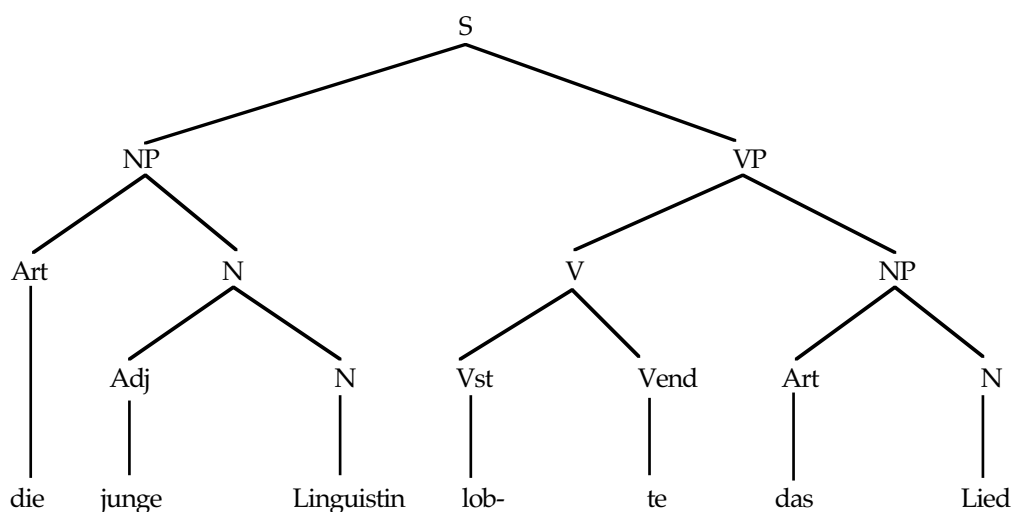 S
NP VP
Art N V NP
Adj N Vst Vend Art N
die junge Linguistin lob- te das Lied